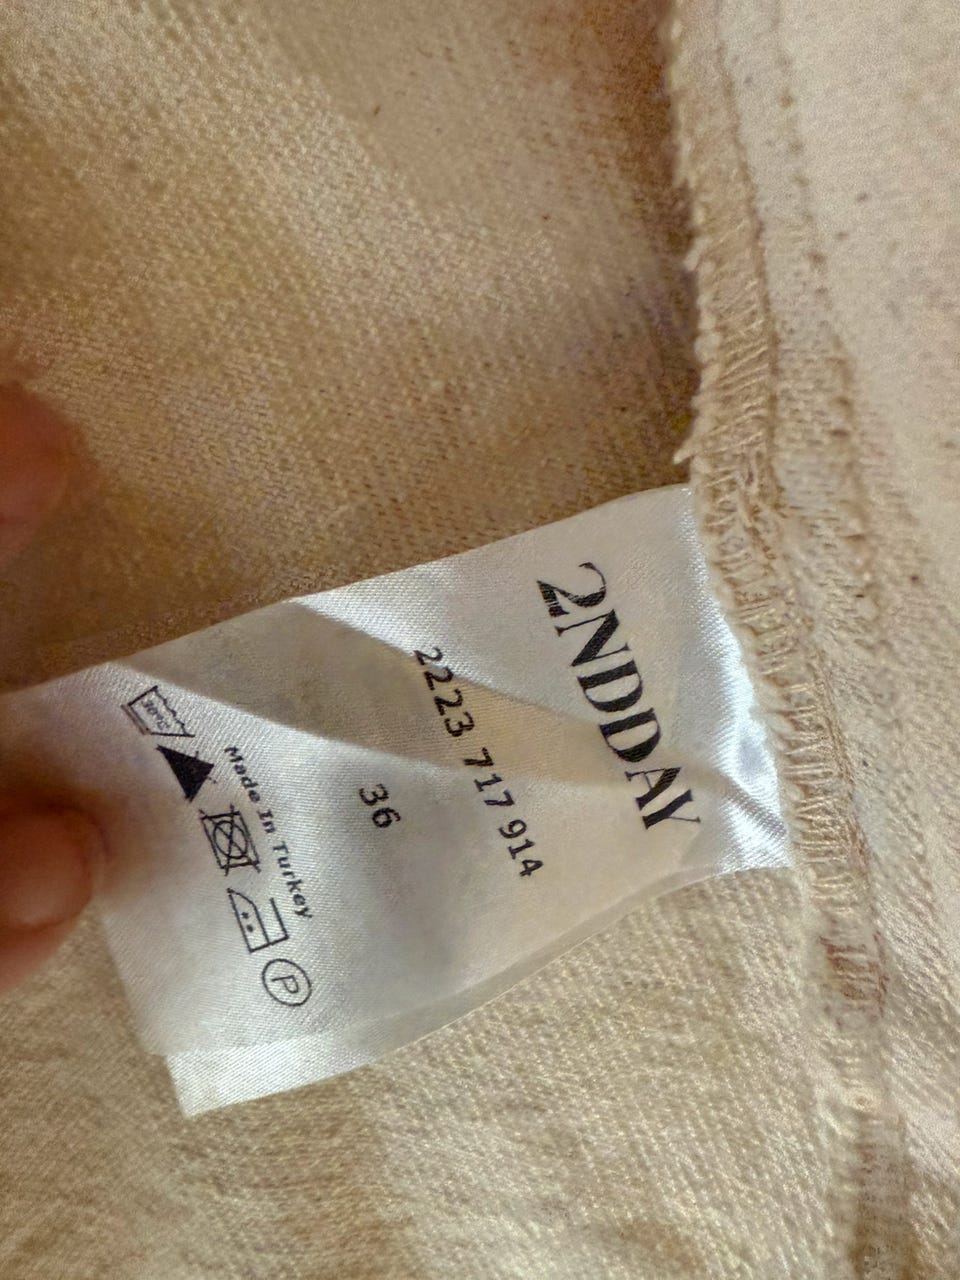 2NDDAY
2223 717 914
36
Made In Turkey
P